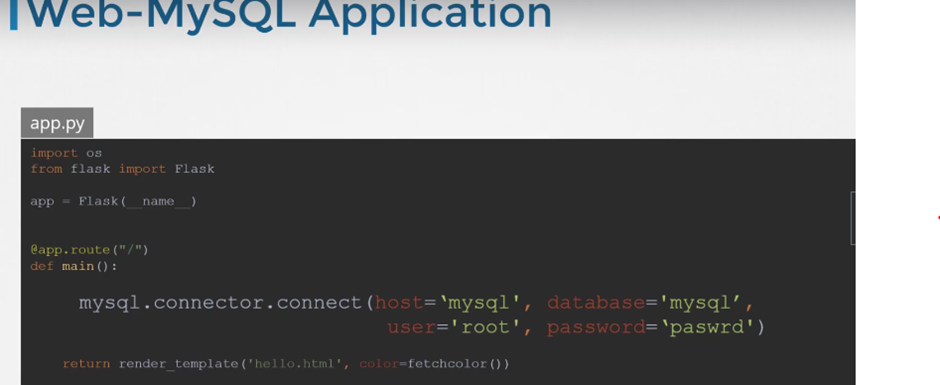 Web-MySQL Application
app.py
import os
from flask import Flask
app = Flask(__name__)
@app.route("/")
def main():
mysql.connector.connect(host=‘mysql', database='mysql’,
user='root', password=‘paswrd')
return render_template('hello.html', color=fetchcolor())